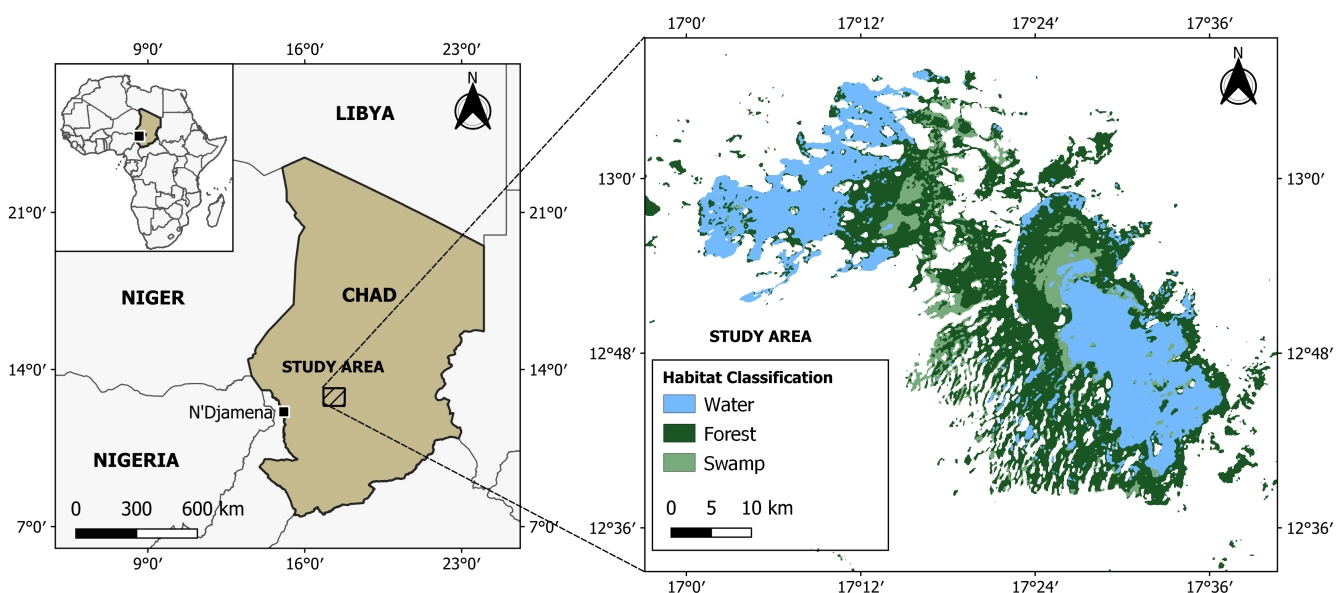 9°0′ 16°0′ 23°0′
N
LIBYA
21°0′ 21°0′
NIGER
CHAD
STUDY AREA
14°0′ 14°0′
N'Djamena
NIGERIA
0 300 600 km
7°0′ 7°0′
9°0′ 16°0′ 23°0′
17°0′ 17°12′ 17°24′ 17°36′
N
13°0′ 13°0′
STUDY AREA
12°48′ 12°48′
Habitat Classification
Water
Forest
Swamp
0 5 10 km
12°36′ 12°36′
17°0′ 17°12′ 17°24′ 17°36′